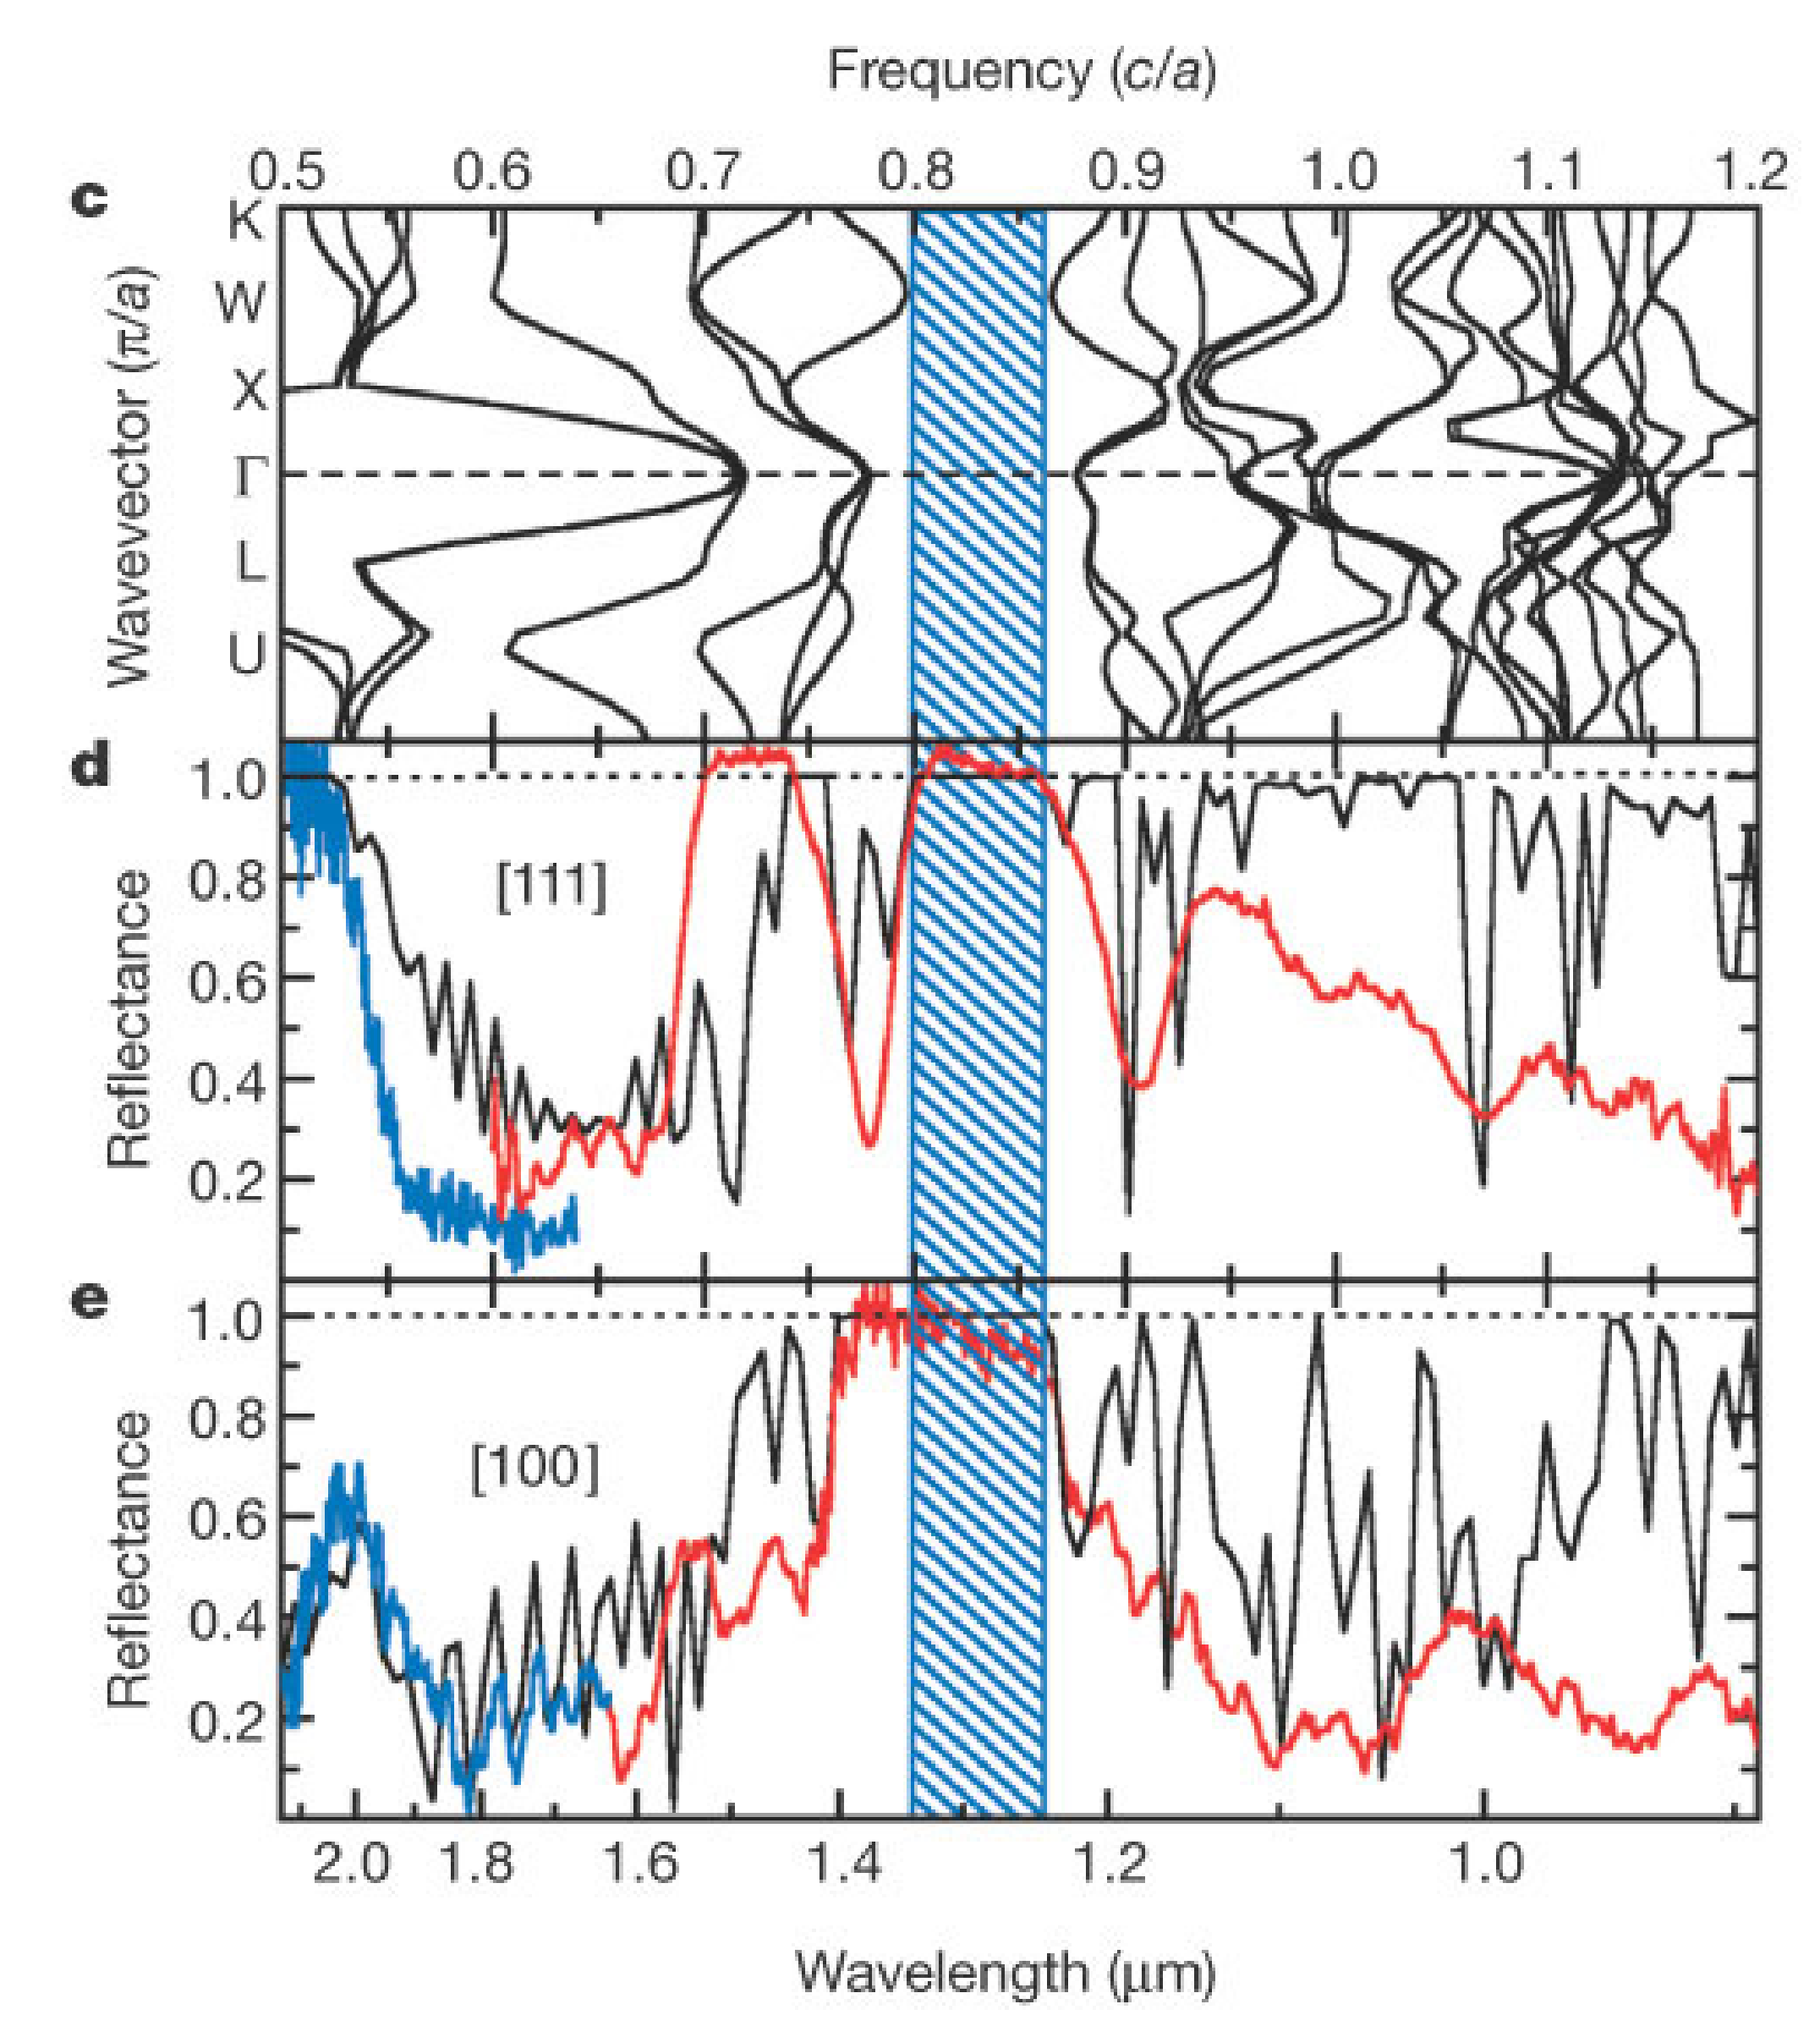 Frequency (c/a)
0.5 0.6 0.7 0.8 0.9 1.0 1.1 1.2
c
K
W
X
Γ
L
U
Wavevector (π/a)
d
1.0
0.8
0.6
0.4
0.2
Reflectance
[111]
e
1.0
0.8
0.6
0.4
0.2
Reflectance
[100]
2.0 1.8 1.6 1.4 1.2 1.0
Wavelength (μm)